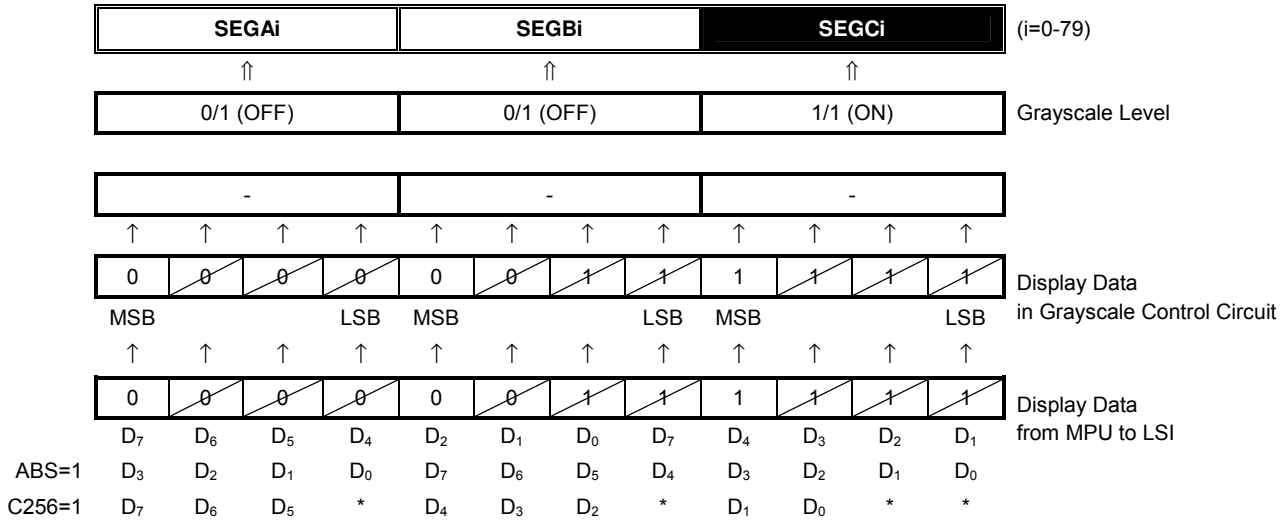 SEGAi SEGBi SEGCi (i=0-79)
⇑ ⇑ ⇑
0/1 (OFF) 0/1 (OFF) 1/1 (ON) Grayscale Level
- - -
↑ ↑ ↑ ↑ ↑ ↑ ↑ ↑ ↑ ↑ ↑ ↑
0 0 0 0 0 0 1 1 1 1 1 1 Display Data
in Grayscale Control Circuit
MSB LSB MSB LSB MSB LSB
↑ ↑ ↑ ↑ ↑ ↑ ↑ ↑ ↑ ↑ ↑ ↑
0 0 0 0 0 0 1 1 1 1 1 1 Display Data
from MPU to LSI
D₇ D₆ D₅ D₄ D₂ D₁ D₀ D₇ D₄ D₃ D₂ D₁
ABS=1 D₃ D₂ D₁ D₀ D₇ D₆ D₅ D₄ D₃ D₂ D₁ D₀
C256=1 D₇ D₆ D₅ * D₄ D₃ D₂ * D₁ D₀ * *